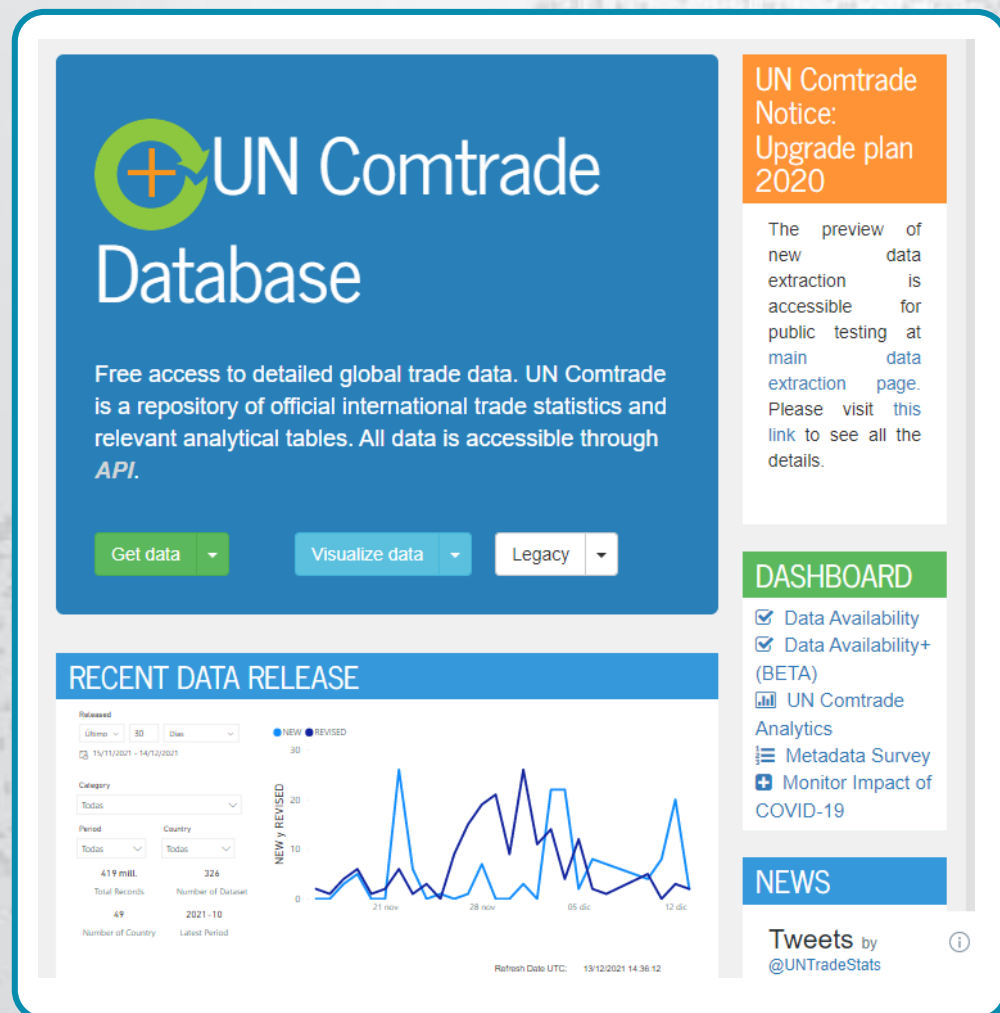 UN Comtrade
Database
Free access to detailed global trade data. UN Comtrade
is a repository of official international trade statistics and
relevant analytical tables. All data is accessible through
API.
Get data
Visualize data
Legacy
UN Comtrade
Notice:
Upgrade plan
2020
The preview of
new data
extraction is
accessible for
public testing at
main data
extraction page.
Please visit this
link to see all the
details.
DASHBOARD
Data Availability
Data Availability+
(BETA)
UN Comtrade
Analytics
Metadata Survey
Monitor Impact of
COVID-19
RECENT DATA RELEASE
Released
Último 30 Días
15/11/2021 - 14/12/2021
Category
Todas
Period Country
Todas Todas
419 mill. 326
Total Records Number of Dataset
49 2021-10
Number of Country Latest Period
NEW REVISED
NEW y REVISED
30
20
10
0
21 nov 28 nov 05 dic 12 dic
Refresh Date UTC: 13/12/2021 14:36:12
NEWS
Tweets by
@UNTradeStats